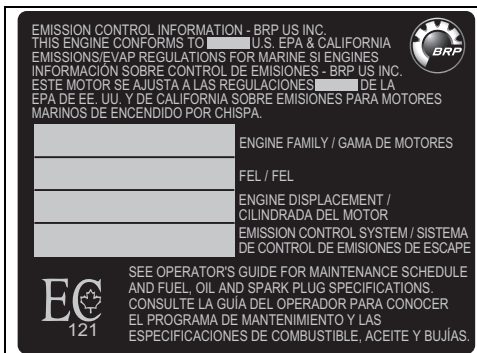 EMISSION CONTROL INFORMATION - BRP US INC.
THIS ENGINE CONFORMS TO U.S. EPA & CALIFORNIA
EMISSIONS/EVAP REGULATIONS FOR MARINE SI ENGINES
INFORMACIÓN SOBRE CONTROL DE EMISIONES - BRP US INC.
ESTE MOTOR SE AJUSTA A LAS REGULACIONES DE LA
EPA DE EE. UU. Y DE CALIFORNIA SOBRE EMISIONES PARA MOTORES
MARINOS DE ENCENDIDO POR CHISPA.
BRP
ENGINE FAMILY / GAMA DE MOTORES
FEL / FEL
ENGINE DISPLACEMENT /
CILINDRADA DEL MOTOR
EMISSION CONTROL SYSTEM / SISTEMA
DE CONTROL DE EMISIONES DE ESCAPE
EC
121
SEE OPERATOR'S GUIDE FOR MAINTENANCE SCHEDULE
AND FUEL, OIL AND SPARK PLUG SPECIFICATIONS.
CONSULTE LA GUÍA DEL OPERADOR PARA CONOCER
EL PROGRAMA DE MANTENIMIENTO Y LAS
ESPECIFICACIONES DE COMBUSTIBLE, ACEITE Y BUJÍAS.